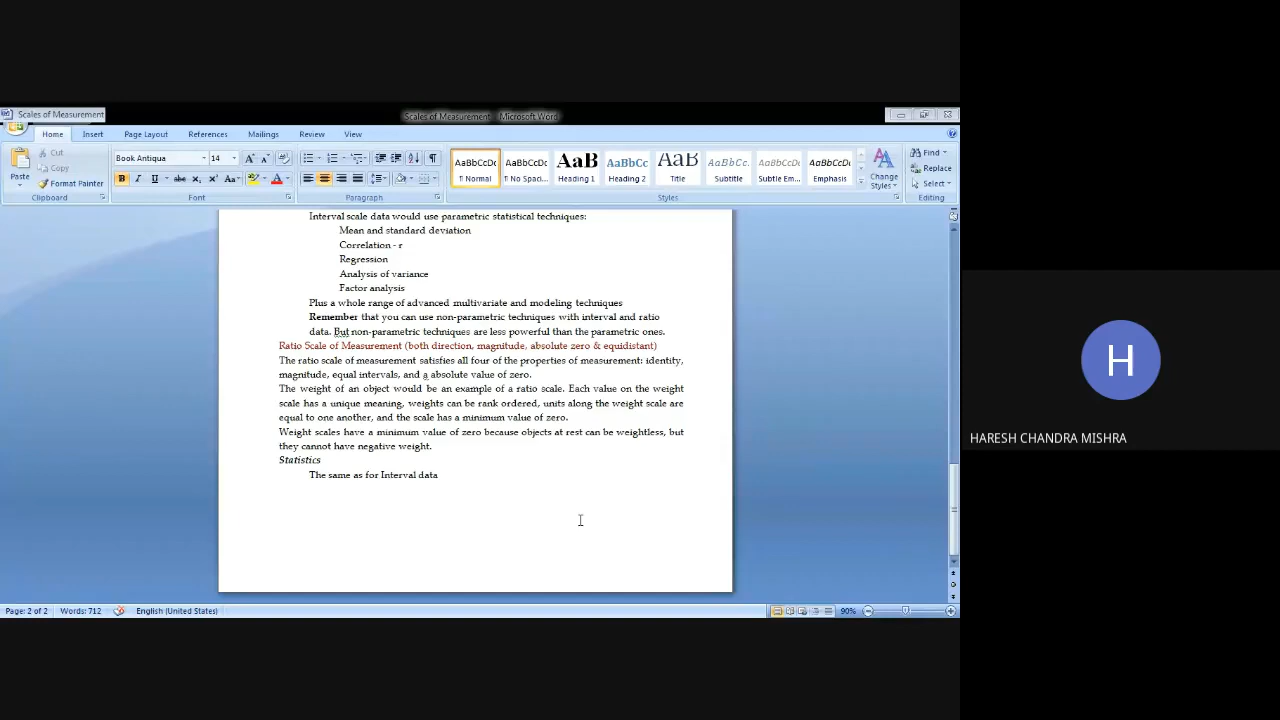 Scales of Measurement
Scales of Measurement - Microsoft Word
Home Insert Page Layout References Mailings Review View
Paste
Cut
Copy
Format Painter
Clipboard
Book Antiqua 14
Font
Paragraph
AaBbCcDc AaBbCcDc AaB AaBbCc AaB AaBbCc. AaBbCcDc AaBbCcDc
¶ Normal ¶ No Spaci... Heading 1 Heading 2 Title Subtitle Subtle Em... Emphasis
Change Styles
Styles
Find
Replace
Select
Editing
Interval scale data would use parametric statistical techniques:
Mean and standard deviation
Correlation - r
Regression
Analysis of variance
Factor analysis
Plus a whole range of advanced multivariate and modeling techniques
Remember that you can use non-parametric techniques with interval and ratio
data. But non-parametric techniques are less powerful than the parametric ones.
Ratio Scale of Measurement (both direction, magnitude, absolute zero & equidistant)
The ratio scale of measurement satisfies all four of the properties of measurement: identity,
magnitude, equal intervals, and a absolute value of zero.
The weight of an object would be an example of a ratio scale. Each value on the weight
scale has a unique meaning, weights can be rank ordered, units along the weight scale are
equal to one another, and the scale has a minimum value of zero.
Weight scales have a minimum value of zero because objects at rest can be weightless, but
they cannot have negative weight.
Statistics
The same as for Interval data
Page: 2 of 2 Words: 712 English (United States) 90%
H
HARESH CHANDRA MISHRA